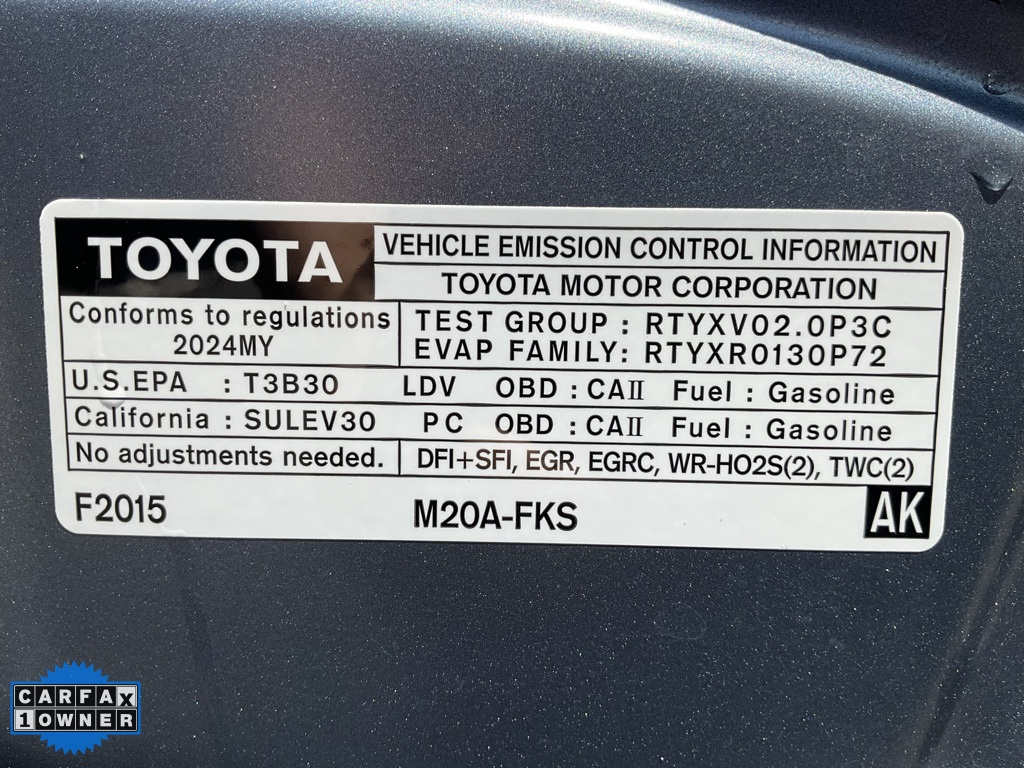 TOYOTA
VEHICLE EMISSION CONTROL INFORMATION
TOYOTA MOTOR CORPORATION
Conforms to regulations
2024MY
TEST GROUP : RTYXV02.0P3C
EVAP FAMILY: RTYXR0130P72
U.S.EPA : T3B30 LDV OBD : CAII Fuel : Gasoline
California : SULEV30 PC OBD : CAII Fuel : Gasoline
No adjustments needed. DFI+SFI, EGR, EGRC, WR-HO2S(2), TWC(2)
F2015 M20A-FKS AK
CARFAX
1 OWNER